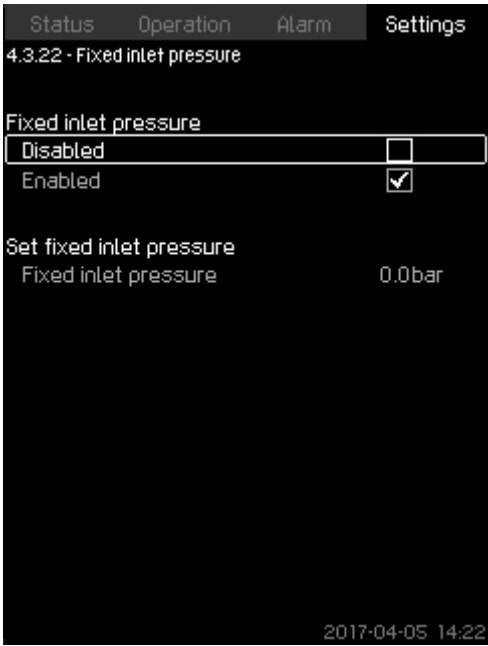 Status Operation Alarm Settings
4.3.22 - Fixed inlet pressure
Fixed inlet pressure
Disabled
Enabled
Set fixed inlet pressure
Fixed inlet pressure 0.0bar
2017-04-05 14:22